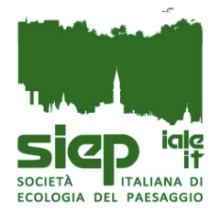 siep iale
it
SOCIETÀ ITALIANA DI
ECOLOGIA DEL PAESAGGIO